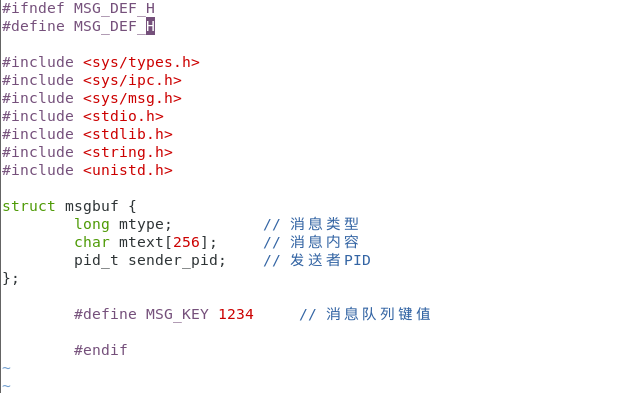 #ifndef MSG_DEF_H
#define MSG_DEF_H
#include <sys/types.h>
#include <sys/ipc.h>
#include <sys/msg.h>
#include <stdio.h>
#include <stdlib.h>
#include <string.h>
#include <unistd.h>
struct msgbuf {
        long mtype;          // 消息类型
        char mtext[256];     // 消息内容
        pid_t sender_pid;    // 发送者PID
};
        #define MSG_KEY 1234     // 消息队列键值
        #endif
~
~